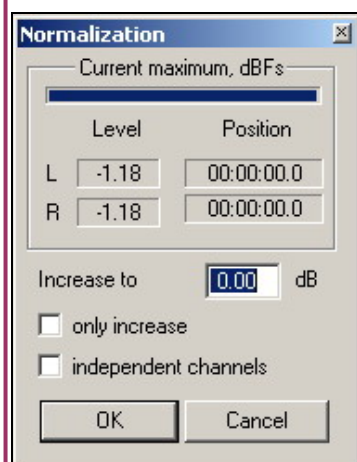 Normalization
Current maximum, dBFs
Level Position
L -1.18 00:00:00.0
R -1.18 00:00:00.0
Increase to 0.00 dB
only increase
independent channels
OK Cancel